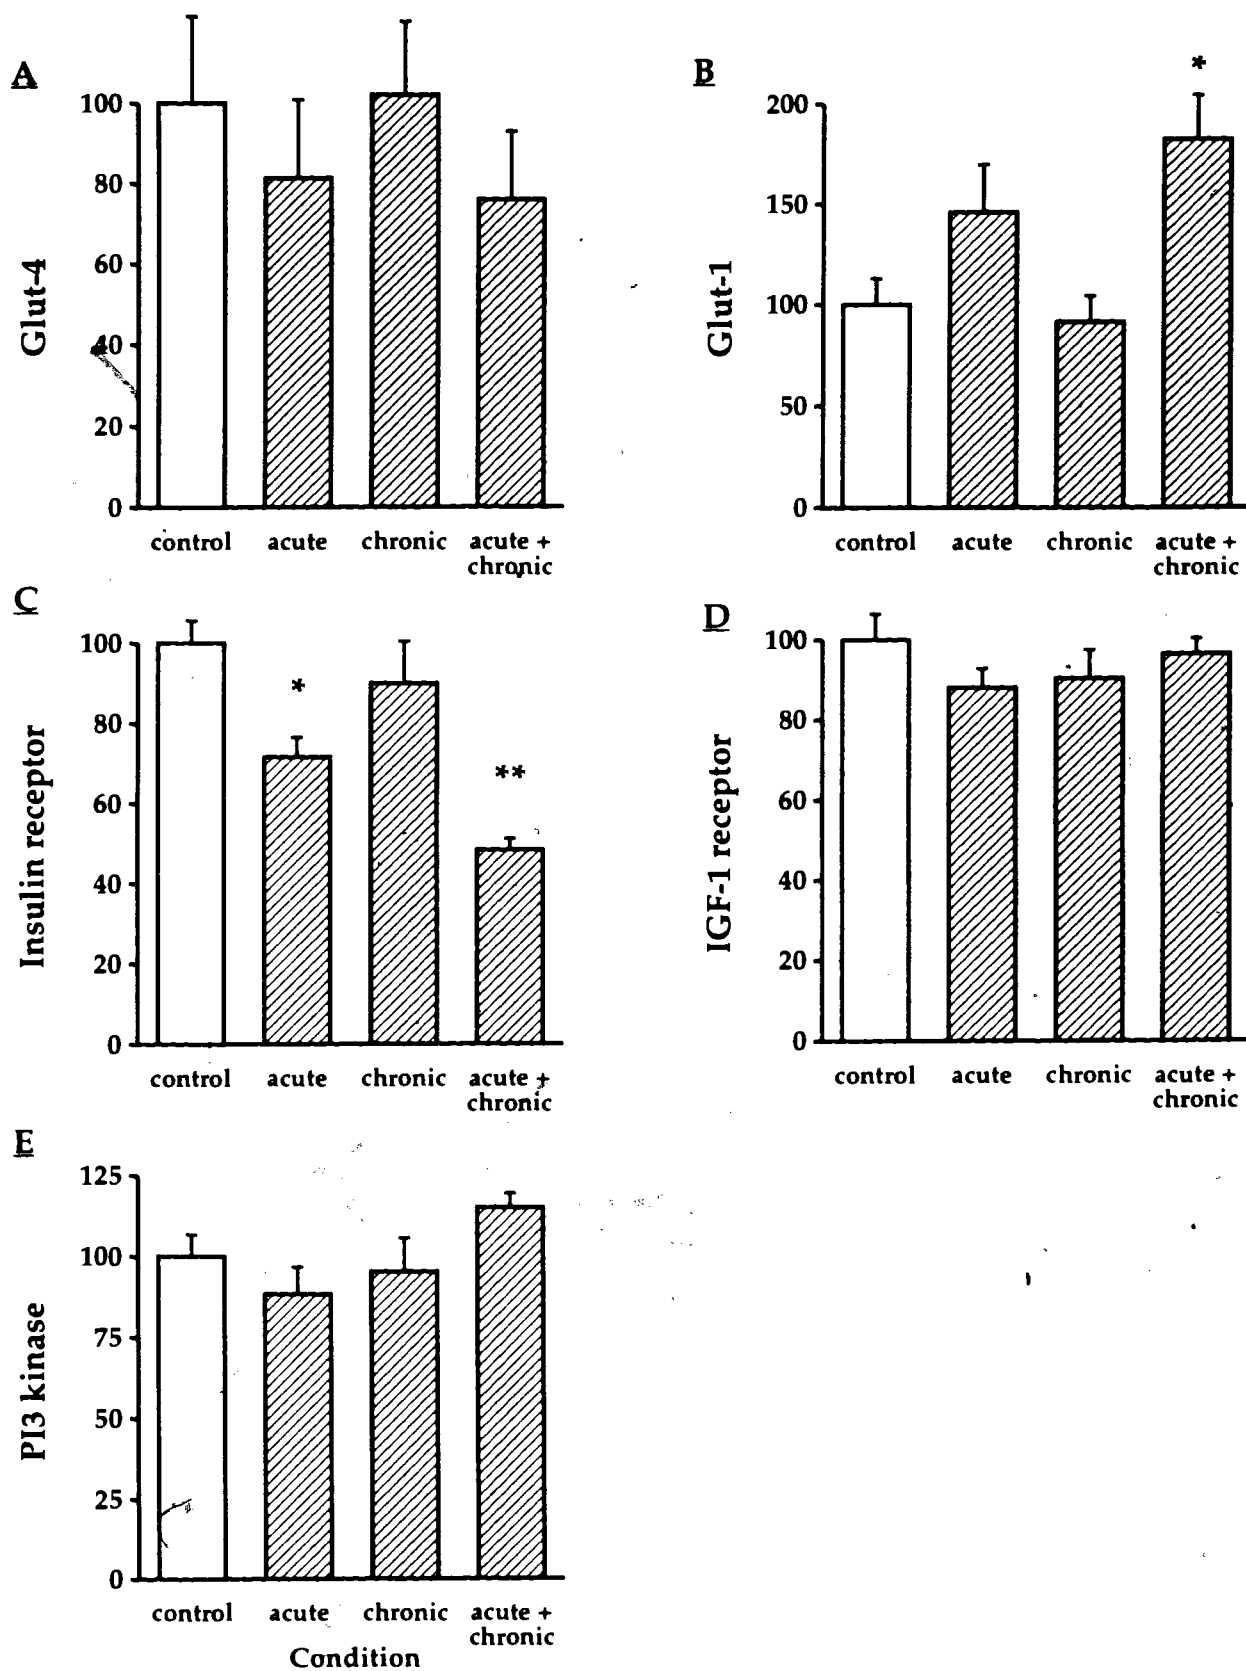 A
Glut-4
100
80
60
40
20
0
control acute chronic acute +
chronic
B
*
Glut-1
200
150
100
50
0
control acute chronic acute +
chronic
C
Insulin receptor
100
80
60
40
20
0
*
**
control acute chronic acute +
chronic
D
IGF-1 receptor
100
80
60
40
20
0
control acute chronic acute +
chronic
E
PI3 kinase
125
100
75
50
25
0
control acute chronic acute +
chronic
Condition